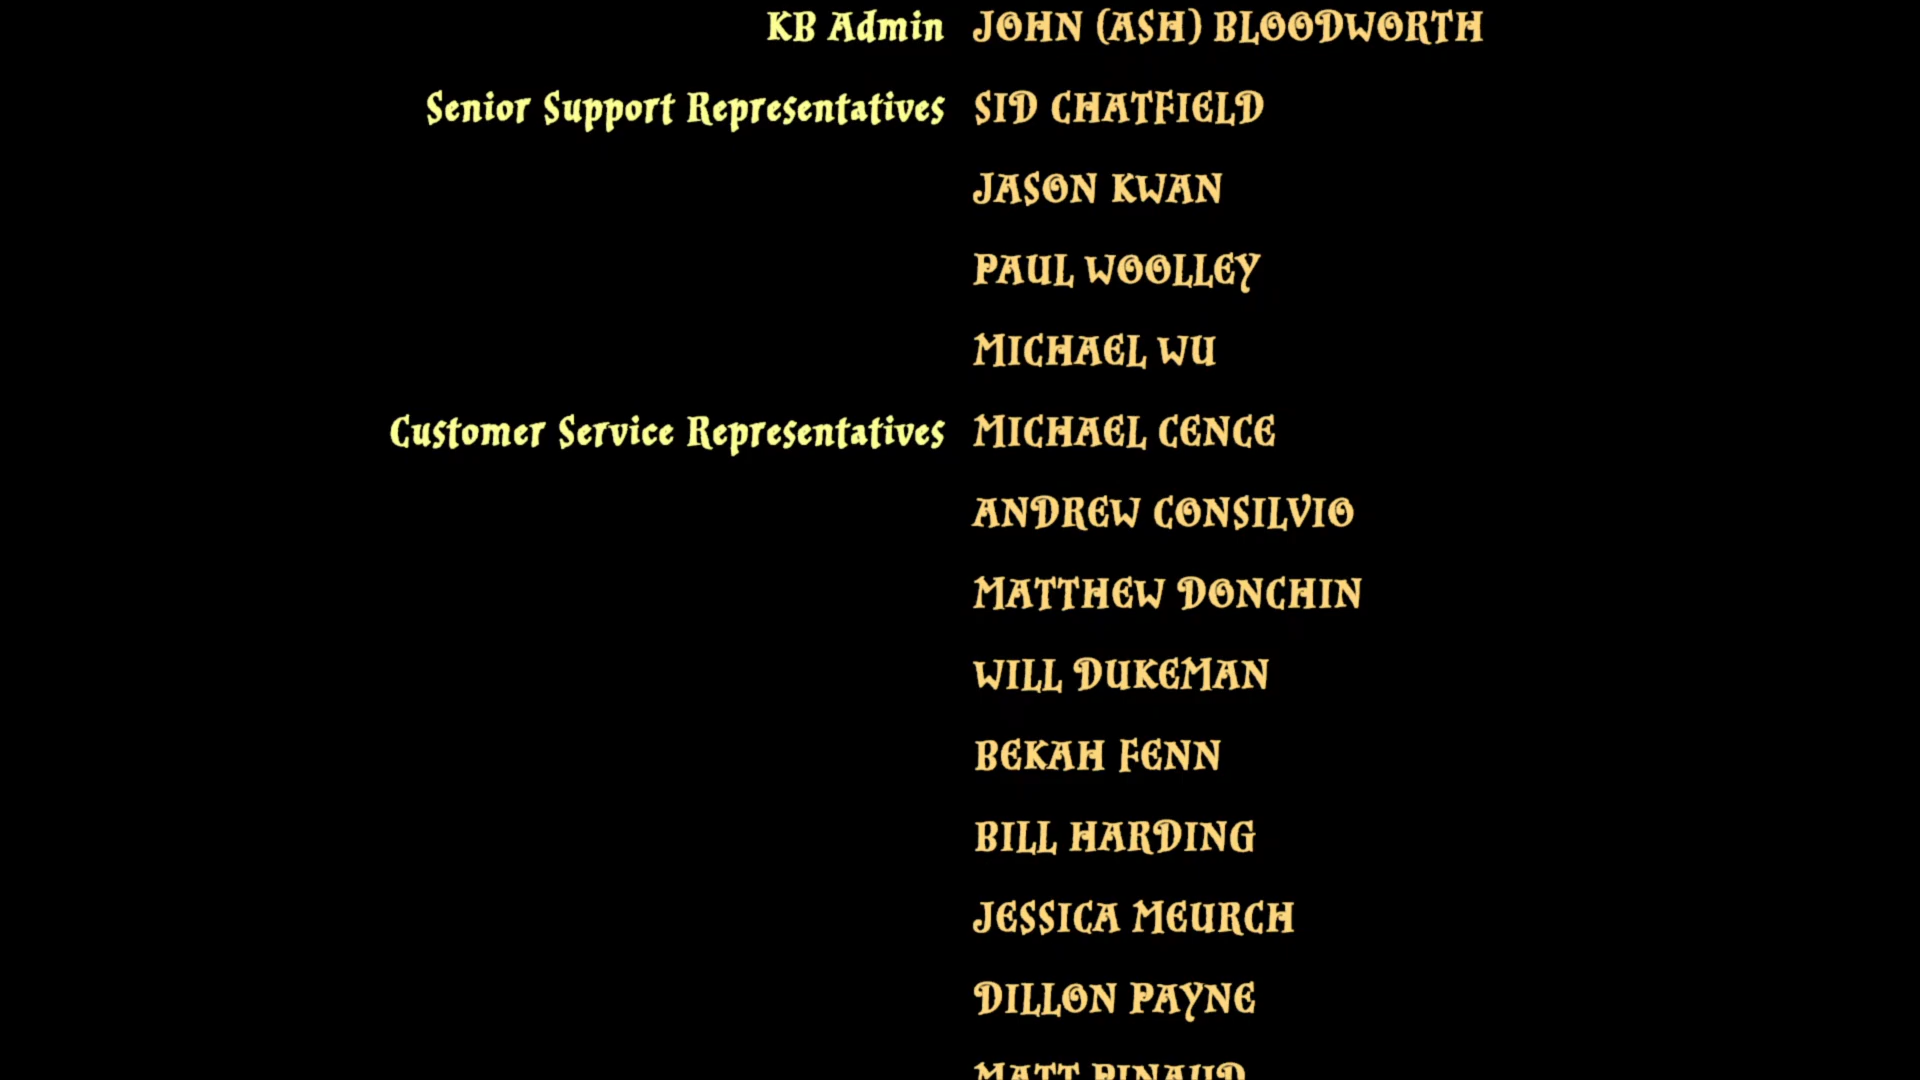 KB Admin JOHN (ASH) BLOODWORTH
Senior Support Representatives SID CHATFIELD
JASON KWAN
PAUL WOOLLEY
MICHAEL WU
Customer Service Representatives MICHAEL CENCE
ANDREW CONSILVIO
MATTHEW DONCHIN
WILL DUKEMAN
BEKAH FENN
BILL HARDING
JESSICA MEURCH
DILLON PAYNE
MATT